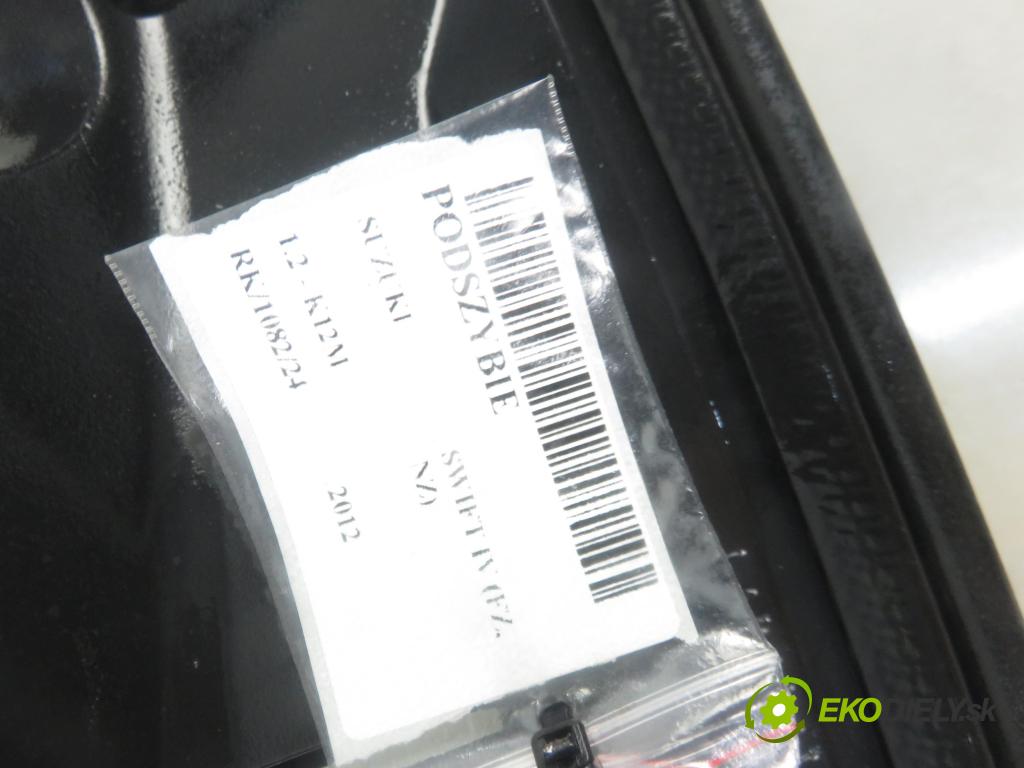 PODSZYBIE
SUZUKI
SWIFT IV (FZ,
NZ)
1.2 - K12M
2012
RK/1082/24
EKODIELY.sk